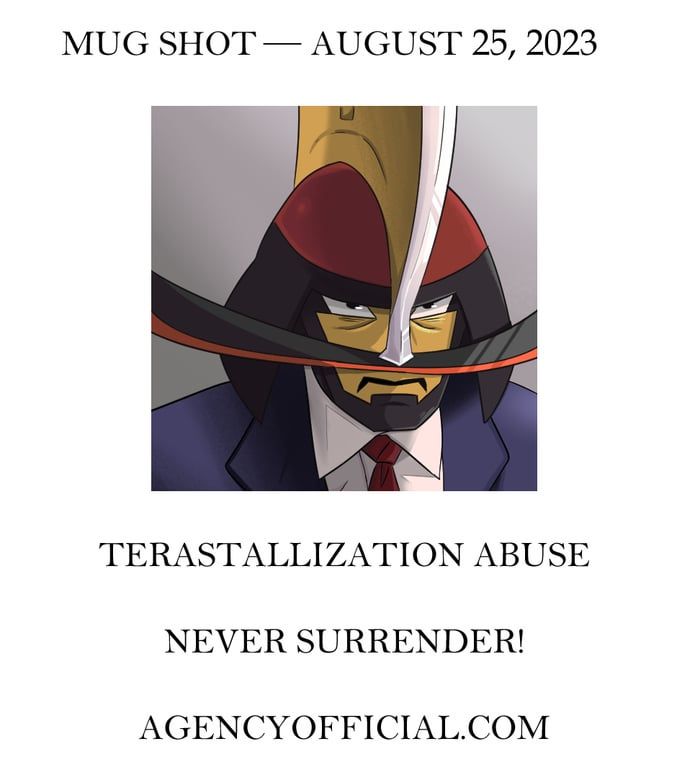 MUG SHOT — AUGUST 25, 2023
TERASTALLIZATION ABUSE
NEVER SURRENDER!
AGENCYOFFICIAL.COM